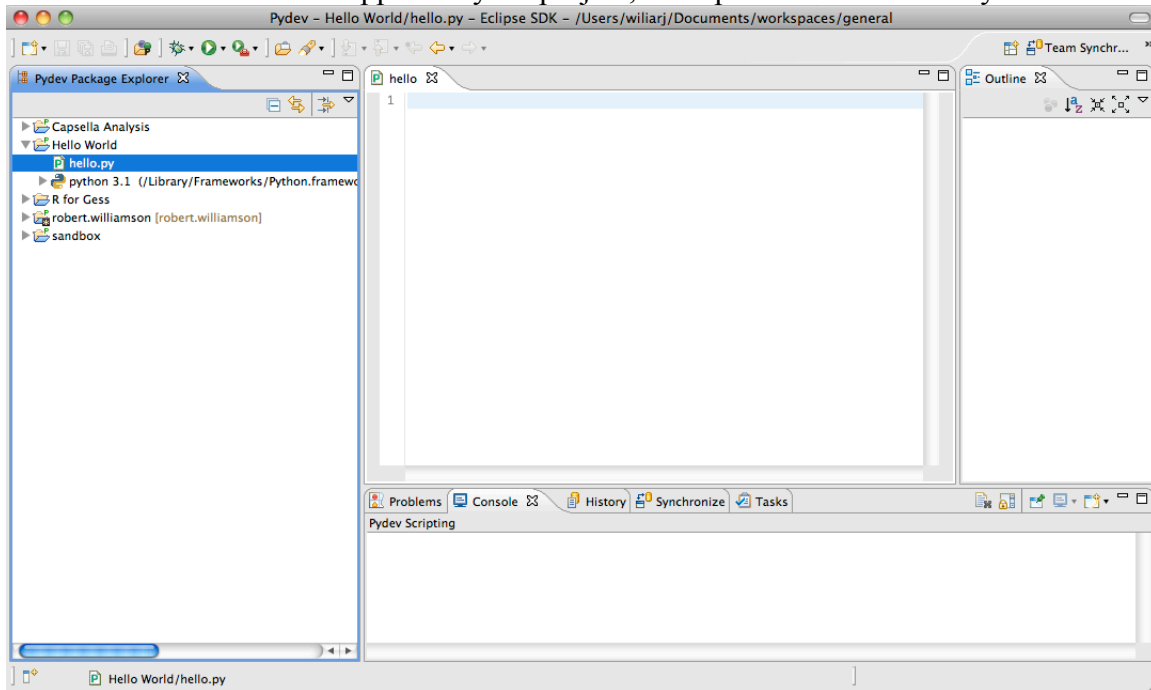 project,
Pydev – Hello World/hello.py – Eclipse SDK – /Users/wiliarj/Documents/workspaces/general
Team Synchr...
Pydev Package Explorer
Capsella Analysis
Hello World
hello.py
python 3.1 (/Library/Frameworks/Python.framewo
R for Gess
robert.williamson [robert.williamson]
sandbox
hello
1
Outline
Problems Console History Synchronize Tasks
Pydev Scripting
Hello World/hello.py